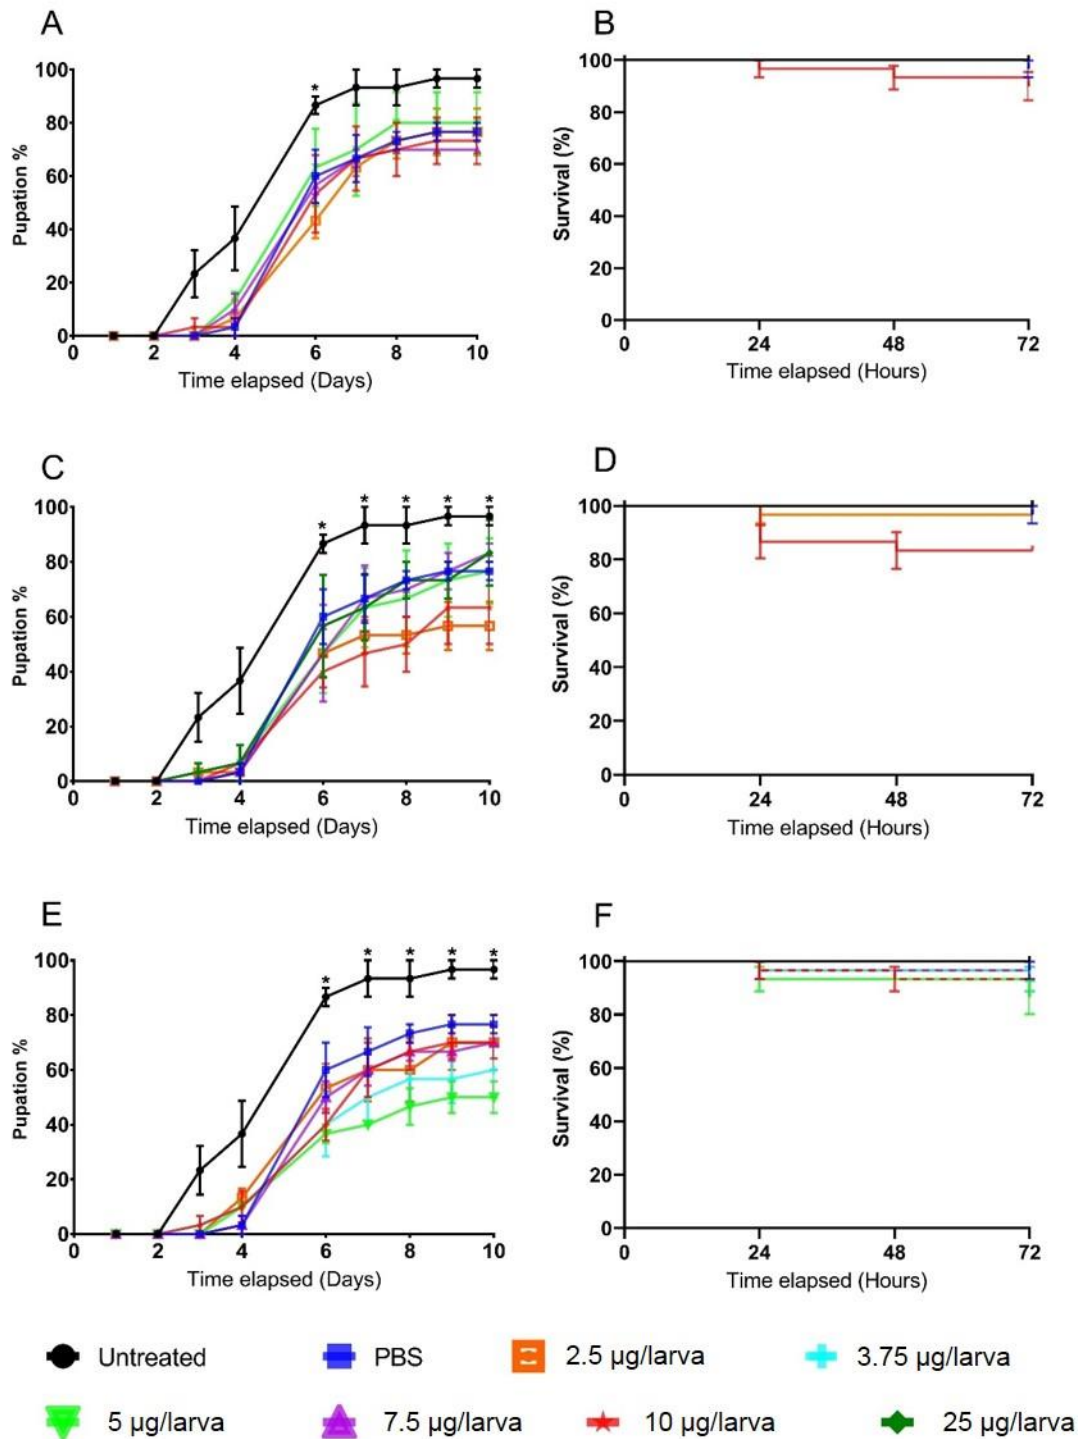 A
B
100
80
60
40
20
0
Pupation %
*
0 2 4 6 8 10
Time elapsed (Days)
100
80
60
40
20
0
Survival (%)
0 24 48 72
Time elapsed (Hours)
C
D
100
80
60
40
20
0
Pupation %
* * * * *
0 2 4 6 8 10
Time elapsed (Days)
100
80
60
40
20
0
Survival (%)
0 24 48 72
Time elapsed (Hours)
E
F
100
80
60
40
20
0
Pupation %
* * * * *
0 2 4 6 8 10
Time elapsed (Days)
100
80
60
40
20
0
Survival (%)
0 24 48 72
Time elapsed (Hours)
Untreated PBS 2.5 µg/larva 3.75 µg/larva
5 µg/larva 7.5 µg/larva 10 µg/larva 25 µg/larva